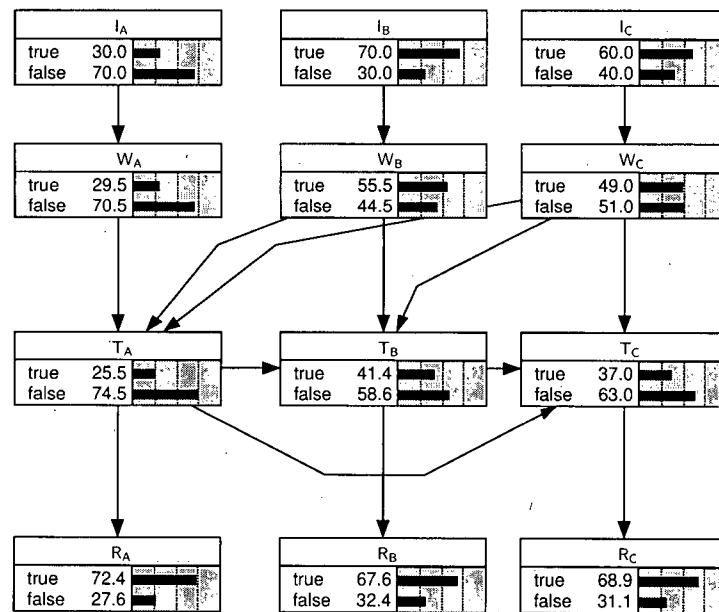 I_A I_B I_C
true 30.0 true 70.0 true 60.0
false 70.0 false 30.0 false 40.0
W_A W_B W_C
true 29.5 true 55.5 true 49.0
false 70.5 false 44.5 false 51.0
T_A T_B T_C
true 25.5 true 41.4 true 37.0
false 74.5 false 58.6 false 63.0
R_A R_B R_C
true 72.4 true 67.6 true 68.9
false 27.6 false 32.4 false 31.1